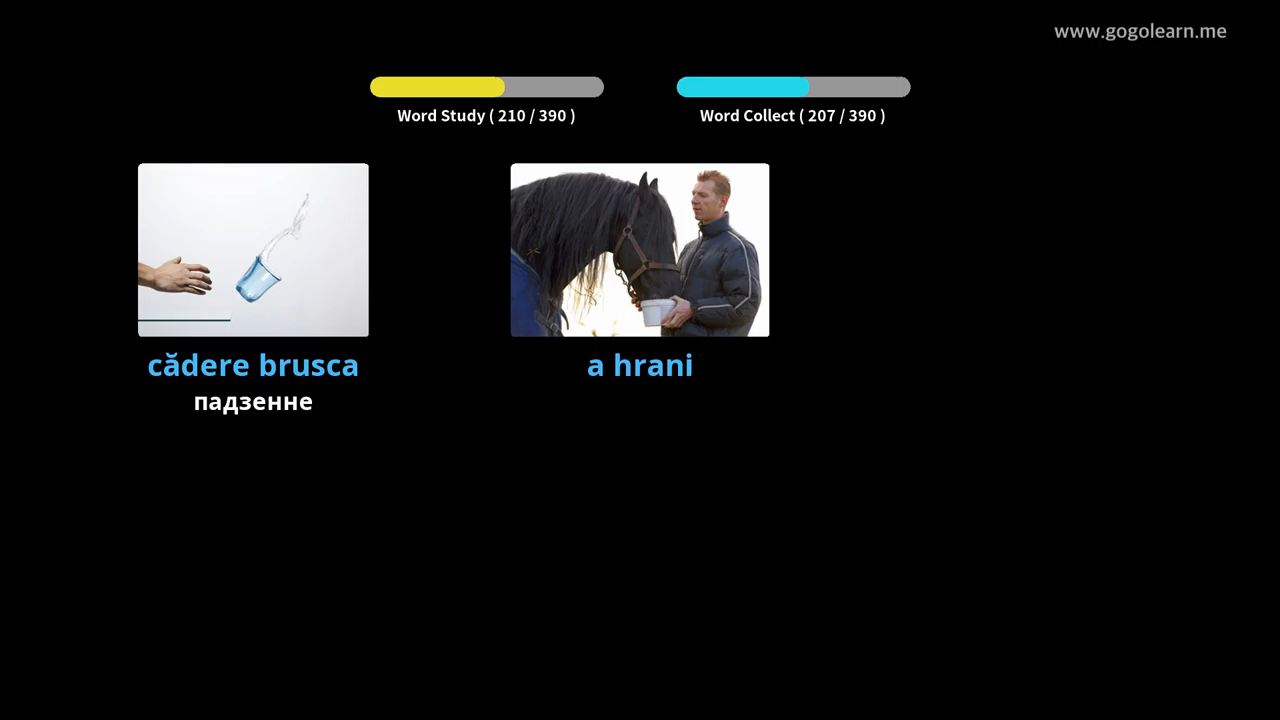 www.gogolearn.me
Word Study ( 210 / 390 )
Word Collect ( 207 / 390 )
cădere brusca
a hrani
падзенне